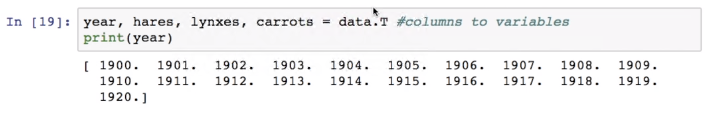 In [19]: year, hares, lynxes, carrots = data.T #columns to variables
print(year)
[ 1900. 1901. 1902. 1903. 1904. 1905. 1906. 1907. 1908. 1909.
1910. 1911. 1912. 1913. 1914. 1915. 1916. 1917. 1918. 1919.
1920.]